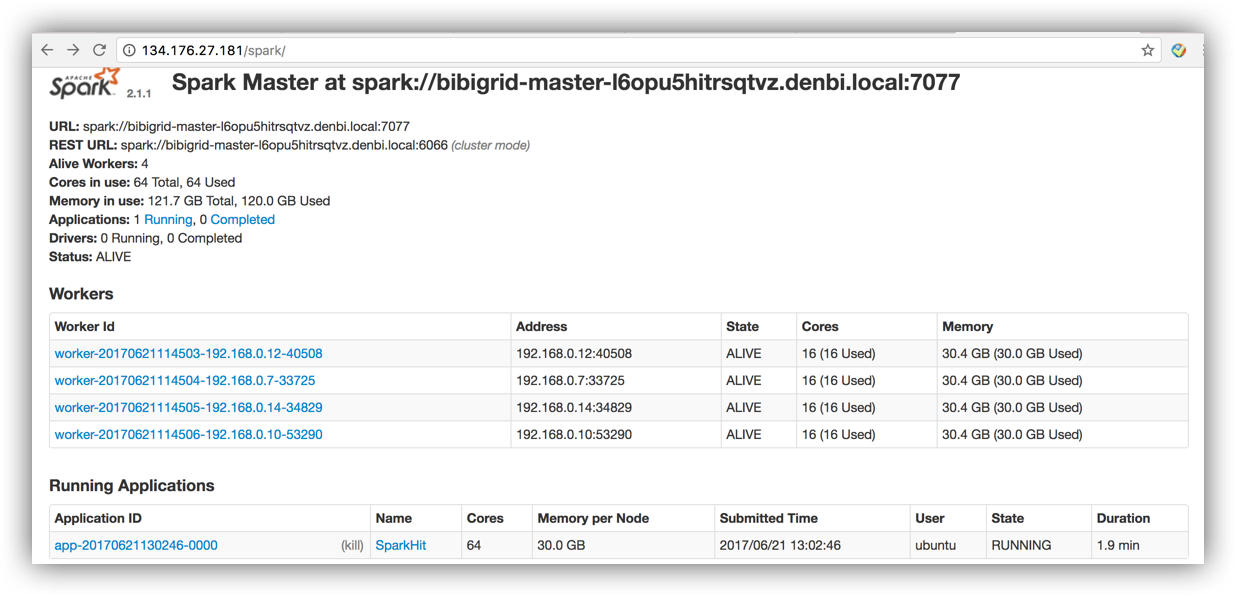 134.176.27.181/spark/
APACHE Spark 2.1.1 Spark Master at spark://bibigrid-master-l6opu5hitrsqtvz.denbi.local:7077
URL: spark://bibigrid-master-l6opu5hitrsqtvz.denbi.local:7077
REST URL: spark://bibigrid-master-l6opu5hitrsqtvz.denbi.local:6066 (cluster mode)
Alive Workers: 4
Cores in use: 64 Total, 64 Used
Memory in use: 121.7 GB Total, 120.0 GB Used
Applications: 1 Running, 0 Completed
Drivers: 0 Running, 0 Completed
Status: ALIVE
Workers
Worker Id Address State Cores Memory
worker-20170621114503-192.168.0.12-40508 192.168.0.12:40508 ALIVE 16 (16 Used) 30.4 GB (30.0 GB Used)
worker-20170621114504-192.168.0.7-33725 192.168.0.7:33725 ALIVE 16 (16 Used) 30.4 GB (30.0 GB Used)
worker-20170621114505-192.168.0.14-34829 192.168.0.14:34829 ALIVE 16 (16 Used) 30.4 GB (30.0 GB Used)
worker-20170621114506-192.168.0.10-53290 192.168.0.10:53290 ALIVE 16 (16 Used) 30.4 GB (30.0 GB Used)
Running Applications
Application ID Name Cores Memory per Node Submitted Time User State Duration
app-20170621130246-0000 (kill) SparkHit 64 30.0 GB 2017/06/21 13:02:46 ubuntu RUNNING 1.9 min